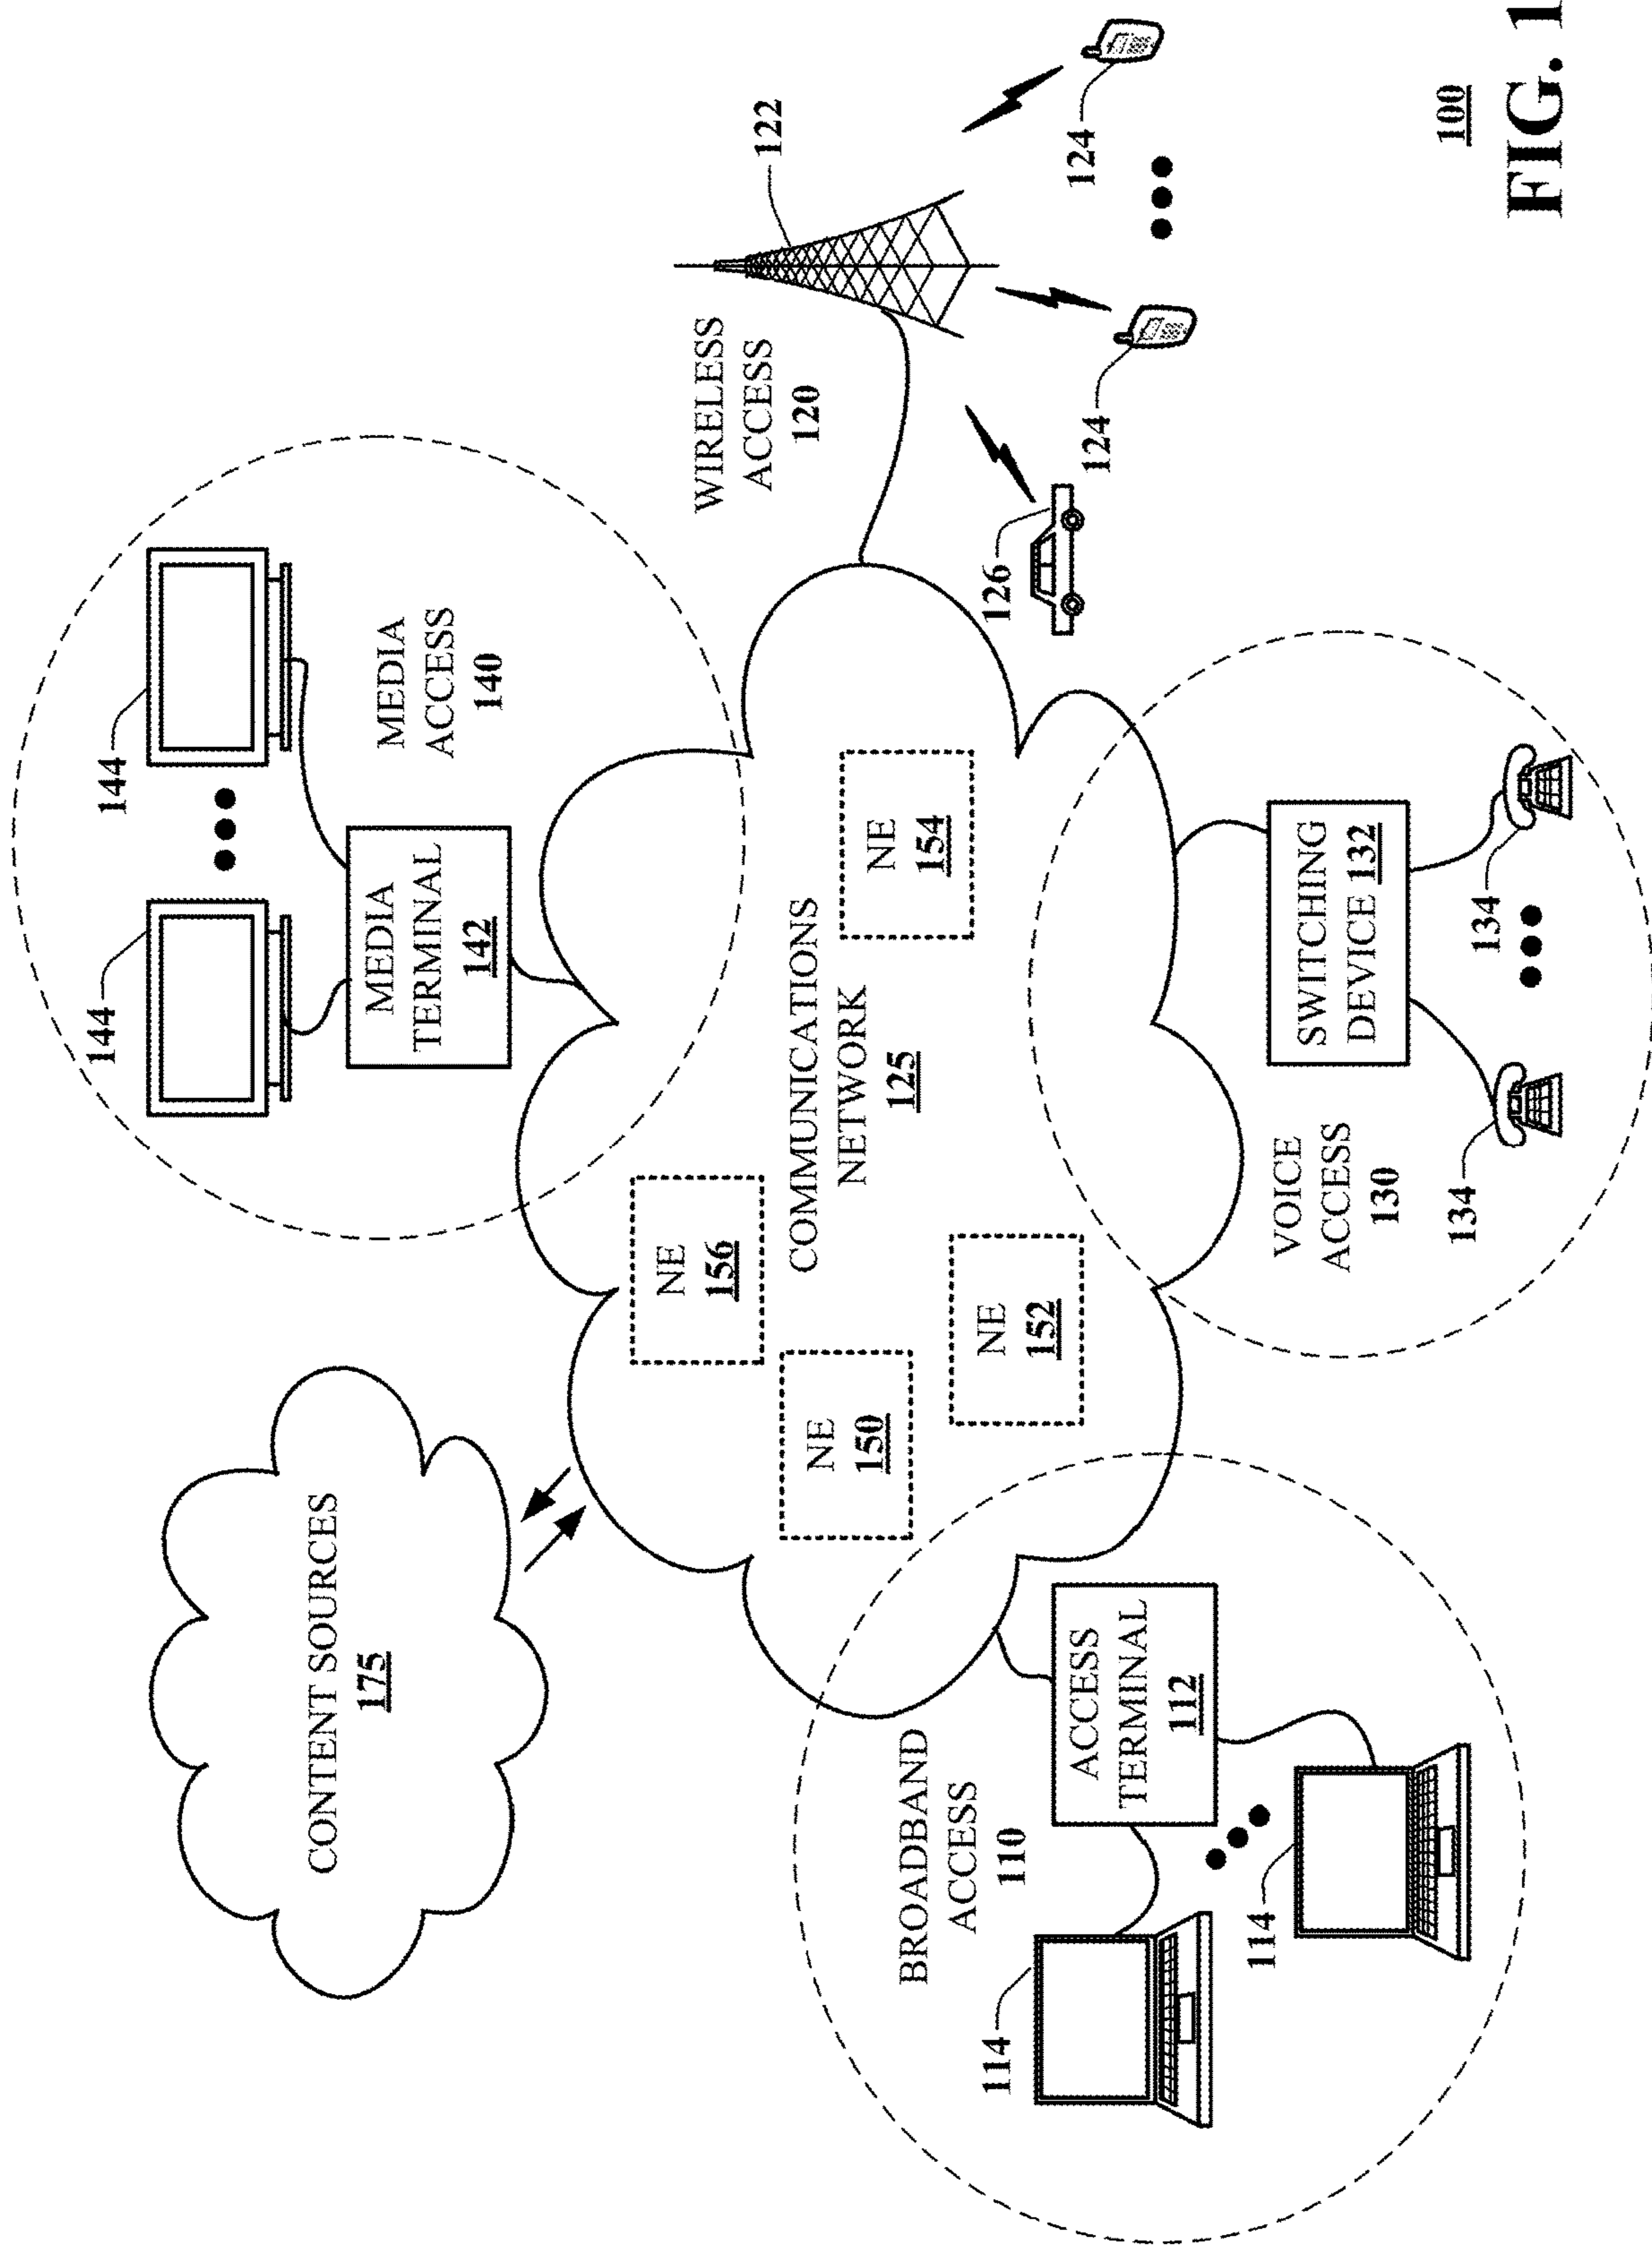 100
FIG. 1
CONTENT SOURCES
175
144
144
MEDIA
TERMINAL
142
MEDIA
ACCESS
140
WIRELESS
ACCESS
120
122
NE
156
NE
150
NE
152
NE
154
COMMUNICATIONS
NETWORK
125
BROADBAND
ACCESS
110
ACCESS
TERMINAL
112
114
114
VOICE
ACCESS
130
SWITCHING
DEVICE 132
134
134
126
124
124